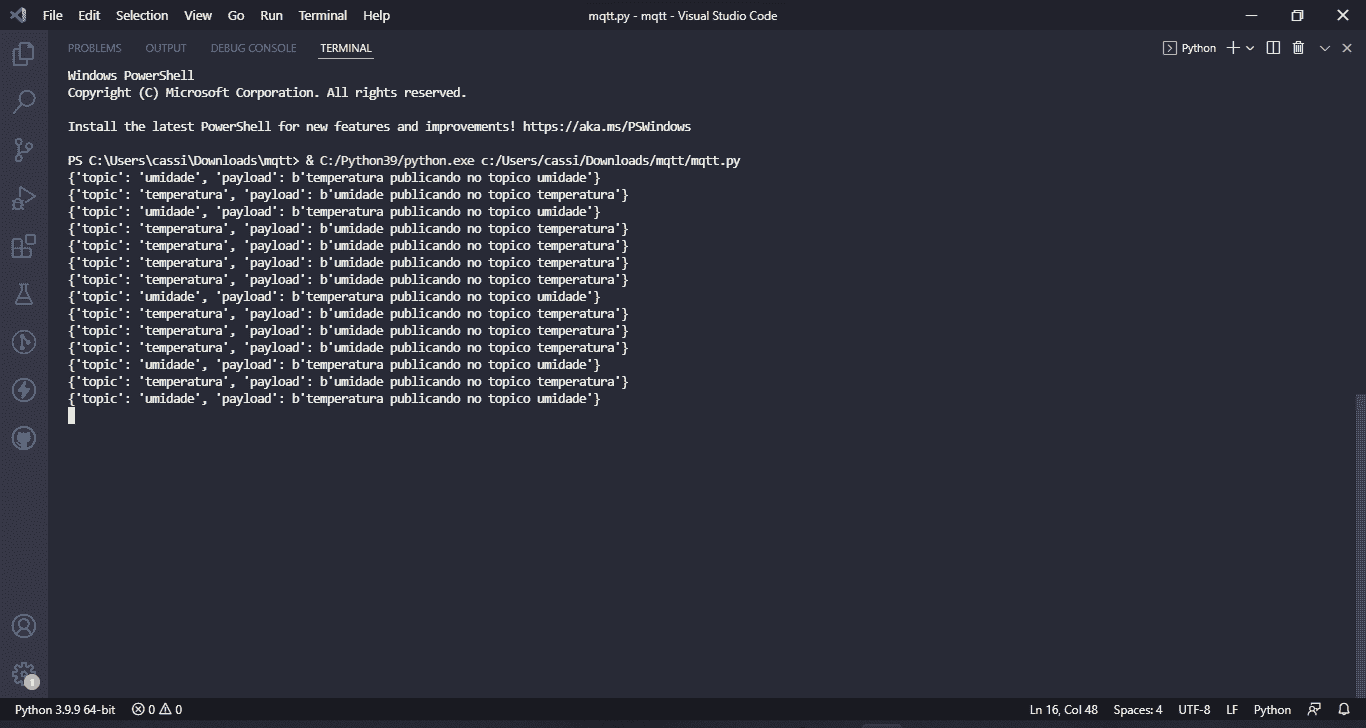 File Edit Selection View Go Run Terminal Help mqtt.py - mqtt - Visual Studio Code
PROBLEMS OUTPUT DEBUG CONSOLE TERMINAL Python
Windows PowerShell
Copyright (C) Microsoft Corporation. All rights reserved.
Install the latest PowerShell for new features and improvements! https://aka.ms/PSWindows
PS C:\Users\cassi\Downloads\mqtt> & C:/Python39/python.exe c:/Users/cassi/Downloads/mqtt/mqtt.py
{'topic': 'umidade', 'payload': b'temperatura publicando no topico umidade'}
{'topic': 'temperatura', 'payload': b'umidade publicando no topico temperatura'}
{'topic': 'umidade', 'payload': b'temperatura publicando no topico umidade'}
{'topic': 'temperatura', 'payload': b'umidade publicando no topico temperatura'}
{'topic': 'temperatura', 'payload': b'umidade publicando no topico temperatura'}
{'topic': 'temperatura', 'payload': b'umidade publicando no topico temperatura'}
{'topic': 'temperatura', 'payload': b'umidade publicando no topico temperatura'}
{'topic': 'umidade', 'payload': b'temperatura publicando no topico umidade'}
{'topic': 'temperatura', 'payload': b'umidade publicando no topico temperatura'}
{'topic': 'temperatura', 'payload': b'umidade publicando no topico temperatura'}
{'topic': 'temperatura', 'payload': b'umidade publicando no topico temperatura'}
{'topic': 'umidade', 'payload': b'temperatura publicando no topico umidade'}
{'topic': 'temperatura', 'payload': b'umidade publicando no topico temperatura'}
{'topic': 'umidade', 'payload': b'temperatura publicando no topico umidade'}
1
Python 3.9.9 64-bit 0 0 Ln 16, Col 48 Spaces: 4 UTF-8 LF Python